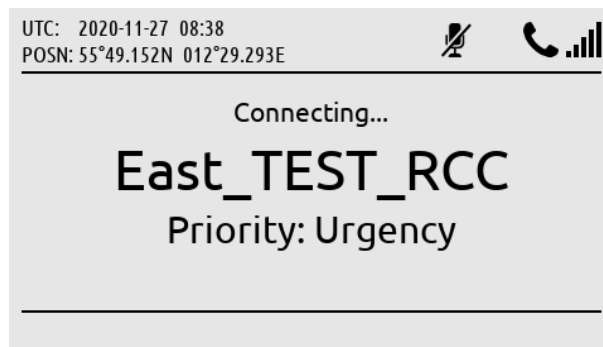 UTC: 2020-11-27 08:38
POSN: 55°49.152N 012°29.293E
Connecting...
East_TEST_RCC
Priority: Urgency